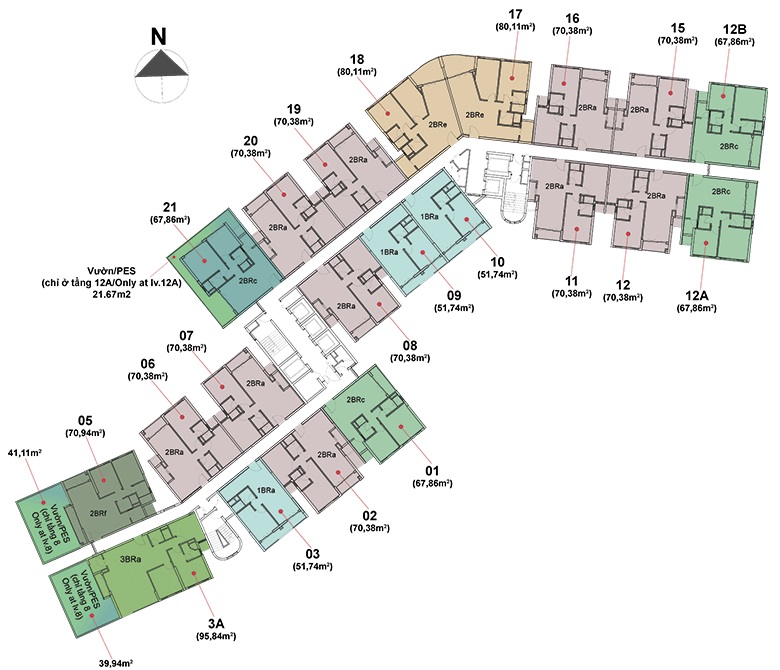 N
17
(80,11m²)
16
(70,38m²)
15
(70,38m²)
12B
(67,86m²)
18
(80,11m²)
19
(70,38m²)
20
(70,38m²)
21
(67,86m²)
2BRe
2BRe
2BRa
2BRa
2BRc
2BRa
2BRa
2BRc
Vườn/PES
(chỉ ở tầng 12A/Only at lv.12A)
21.67m2
2BRa
2BRa
2BRc
1BRa
1BRa
10
(51,74m²)
09
(51,74m²)
11
(70,38m²)
12
(70,38m²)
12A
(67,86m²)
2BRa
08
(70,38m²)
07
(70,38m²)
06
(70,38m²)
2BRa
2BRa
2BRc
01
(67,86m²)
05
(70,94m²)
41,11m²
2BRf
Vườn/PES
(chỉ tầng 8
Only at lv.8)
2BRa
02
(70,38m²)
1BRa
03
(51,74m²)
3BRa
Vườn/PES
(chỉ tầng 8
Only at lv.8)
3A
(95,84m²)
39,94m²